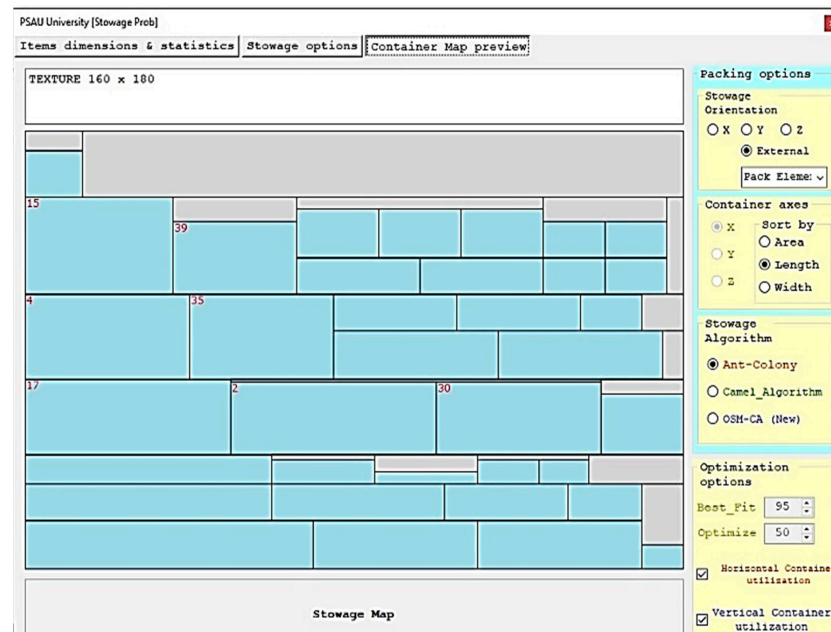 PSAU University [Stowage Prob]
Items dimensions & statistics
Stowage options
Container Map preview
TEXTURE 160 x 180
15
39
4
35
17
2
30
Stowage Map
Packing options
Stowage
Orientation
X Y Z
External
Pack Eleme:
Container axes
X
Y
Z
Sort by
Area
Length
Width
Stowage
Algorithm
Ant-Colony
Camel_Algorithm
OSM-CA (New)
Optimization
options
Best_Fit 95
Optimize 50
Horizontal Containe
utilization
Vertical Container
utilization